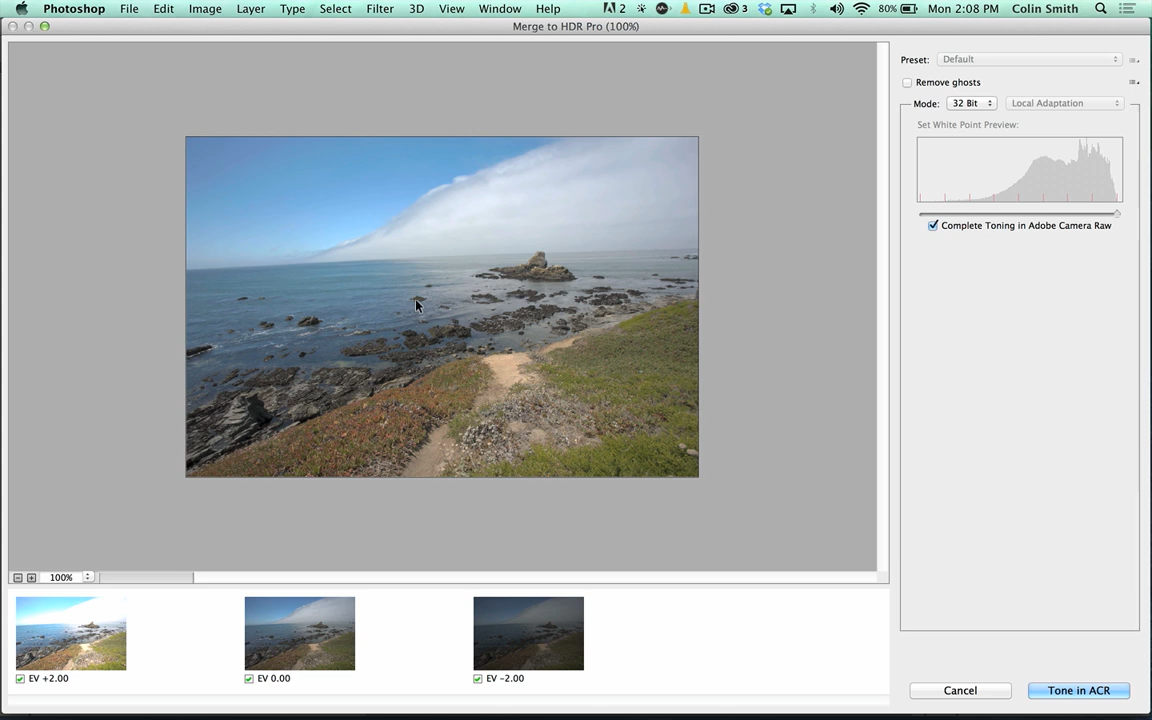 Photoshop File Edit Image Layer Type Select Filter 3D View Window Help 2 3 80% Mon 2:08 PM Colin Smith
Merge to HDR Pro (100%)
Preset: Default
Remove ghosts
Mode: 32 Bit Local Adaptation
Set White Point Preview:
Complete Toning in Adobe Camera Raw
100%
EV +2.00 EV 0.00 EV -2.00
Cancel Tone in ACR